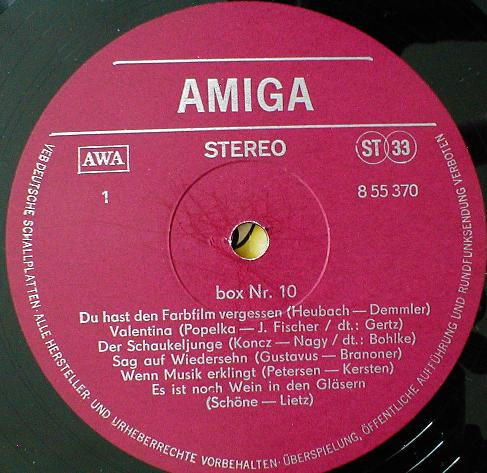 AMIGA
AWA
STEREO
ST 33
1
8 55 370
box Nr. 10
Du hast den Farbfilm vergessen (Heubach — Demmler)
Valentina (Popelka — J. Fischer / dt.: Gertz)
Der Schaukeljunge (Koncz — Nagy / dt.: Bohlke)
Sag auf Wiedersehn (Gustavus — Branoner)
Wenn Musik erklingt (Petersen — Kersten)
Es ist noch Wein in den Gläsern
(Schöne — Lietz)
VEB DEUTSCHE SCHALLPLATTEN · ALLE HERSTELLER- UND URHEBERRECHTE VORBEHALTEN · ÜBERSPIELUNG, ÖFFENTLICHE AUFFÜHRUNG UND RUNDFUNKSENDUNG VERBOTEN